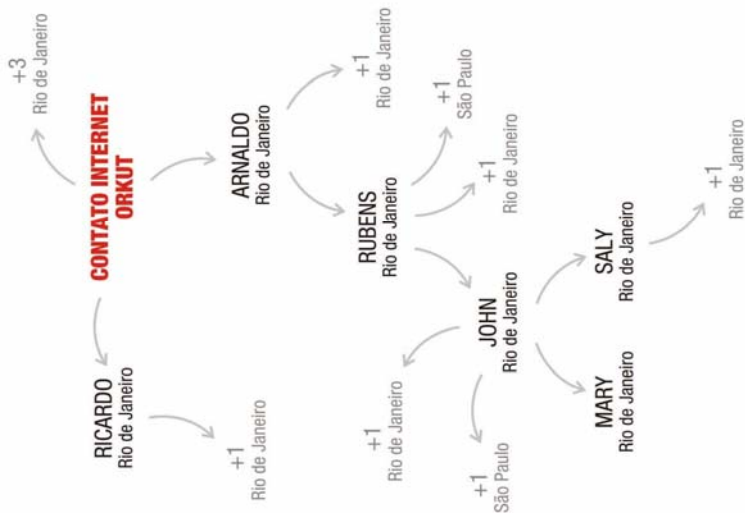 +3
Rio de Janeiro
CONTATO INTERNET
ORKUT
RICARDO
Rio de Janeiro
+1
Rio de Janeiro
ARNALDO
Rio de Janeiro
+1
Rio de Janeiro
RUBENS
Rio de Janeiro
+1
São Paulo
+1
Rio de Janeiro
JOHN
Rio de Janeiro
+1
Rio de Janeiro
+1
São Paulo
MARY
Rio de Janeiro
SALY
Rio de Janeiro
+1
Rio de Janeiro